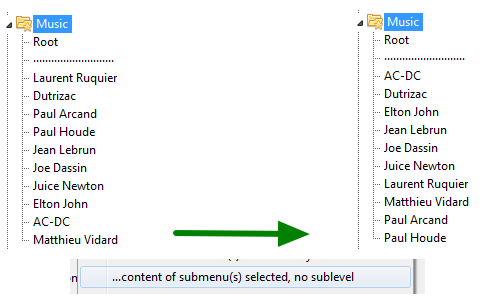 Music
Root
............................
Laurent Ruquier
Dutrizac
Paul Arcand
Paul Houde
Jean Lebrun
Joe Dassin
Juice Newton
Elton John
AC-DC
Matthieu Vidard
Music
Root
............................
AC-DC
Dutrizac
Elton John
Jean Lebrun
Joe Dassin
Juice Newton
Laurent Ruquier
Matthieu Vidard
Paul Arcand
Paul Houde
...content of submenu(s) selected, no sublevel